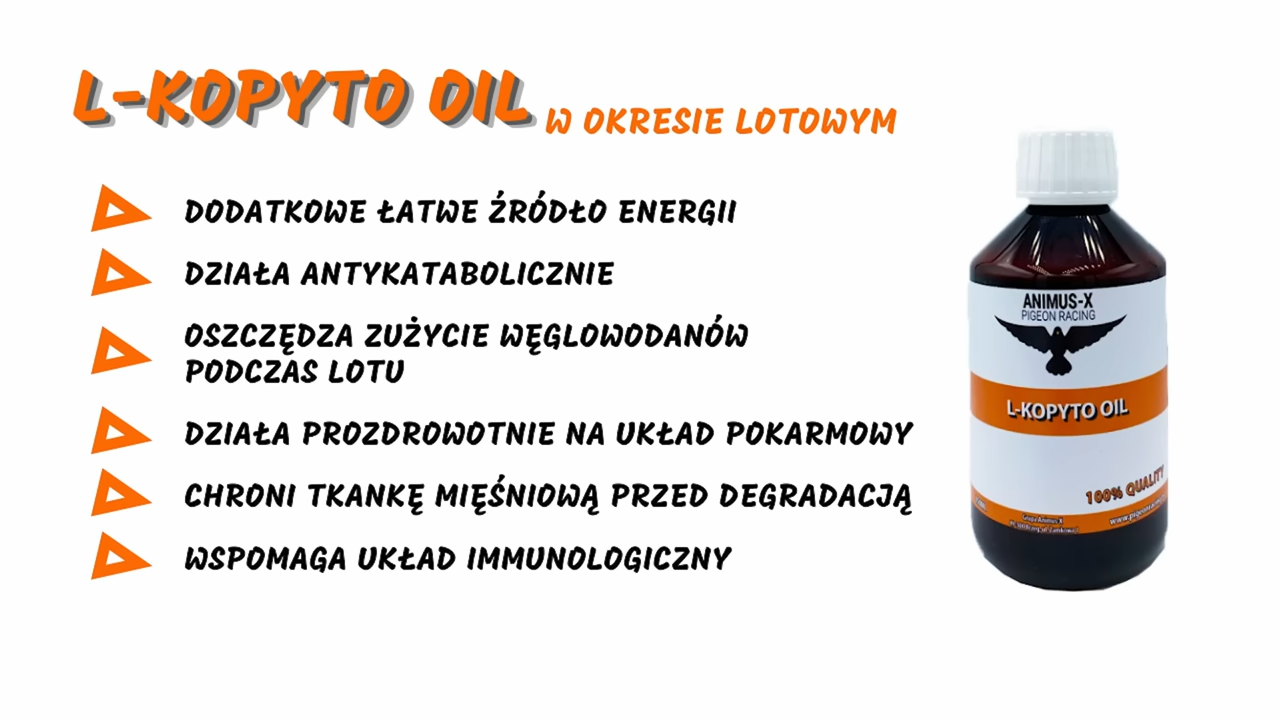 L-KOPYTO OIL W OKRESIE LOTOWYM
DODATKOWE ŁATWE ŹRÓDŁO ENERGII
DZIAŁA ANTYKATABOLICZNIE
OSZCZĘDZA ZUŻYCIE WĘGLOWODANÓW
PODCZAS LOTU
DZIAŁA PROZDROWOTNIE NA UKŁAD POKARMOWY
CHRONI TKANKĘ MIĘŚNIOWĄ PRZED DEGRADACJĄ
WSPOMAGA UKŁAD IMMUNOLOGICZNY
ANIMUS-X
PIGEON RACING
L-KOPYTO OIL
100% QUALITY